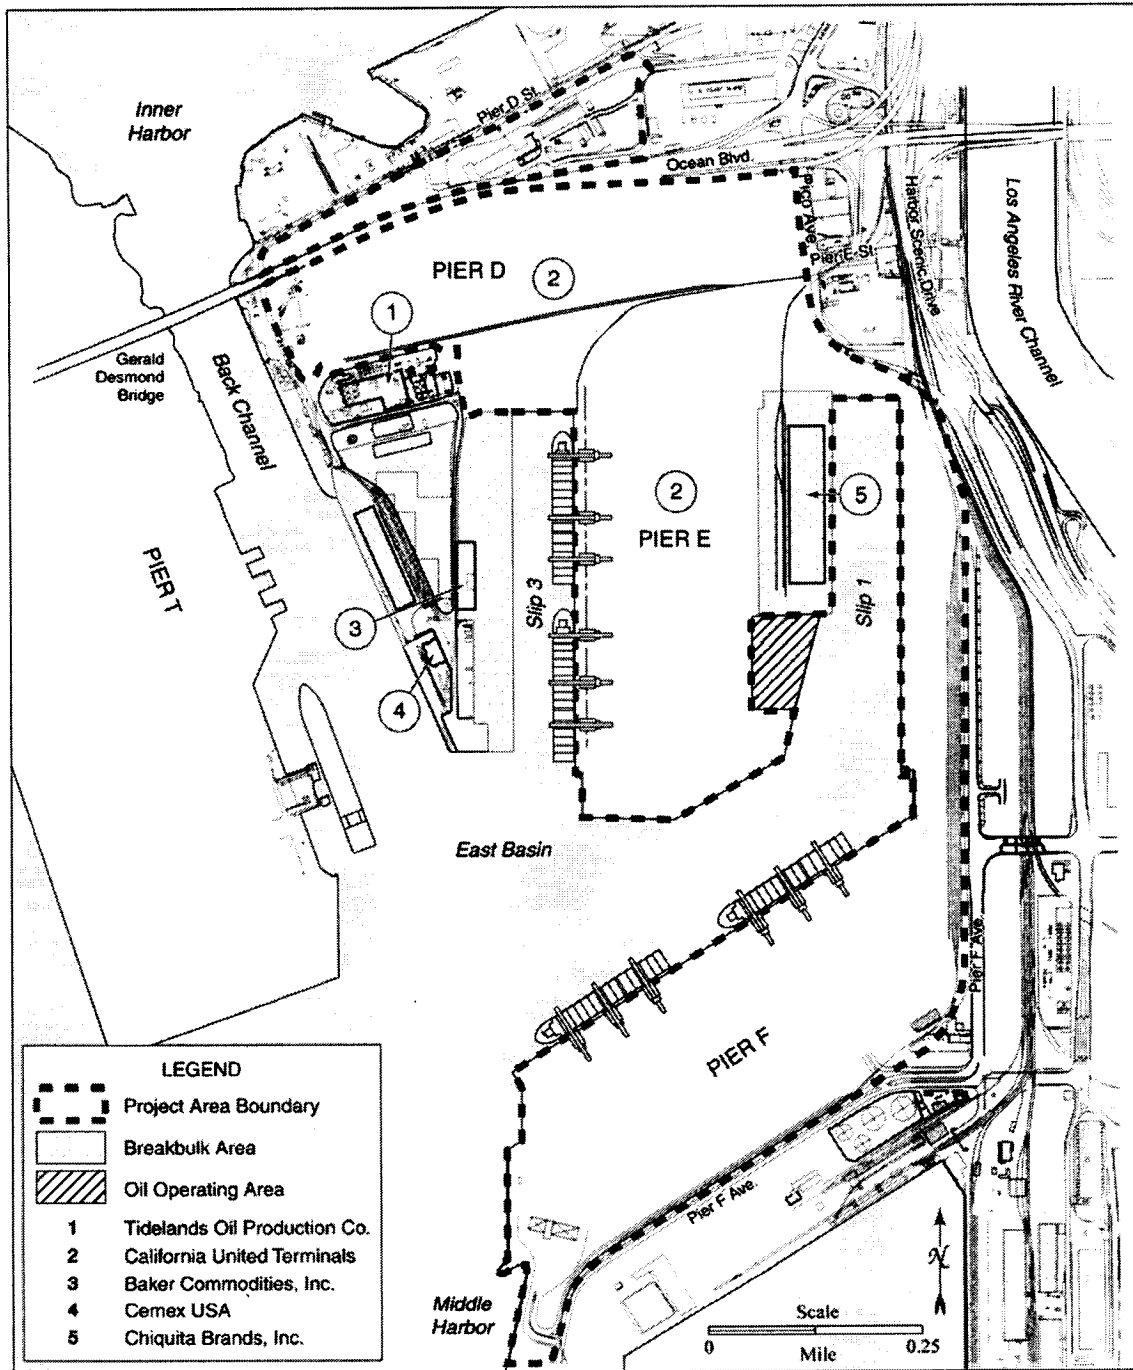 Inner
Harbor
Pier D St.
Ocean Blvd.
Pico Ave.
Harbor Scenic Drive
Los Angeles River Channel
Pier E St.
PIER D
2
1
Gerald
Desmond
Bridge
Back Channel
PIER T
2
PIER E
5
3
4
Slip 3
Slip 1
East Basin
Pier F Ave.
PIER F
Pier F Ave.
Middle
Harbor
N
Scale
0
0.25
Mile
LEGEND
Project Area Boundary
Breakbulk Area
Oil Operating Area
1 Tidelands Oil Production Co.
2 California United Terminals
3 Baker Commodities, Inc.
4 Cemex USA
5 Chiquita Brands, Inc.